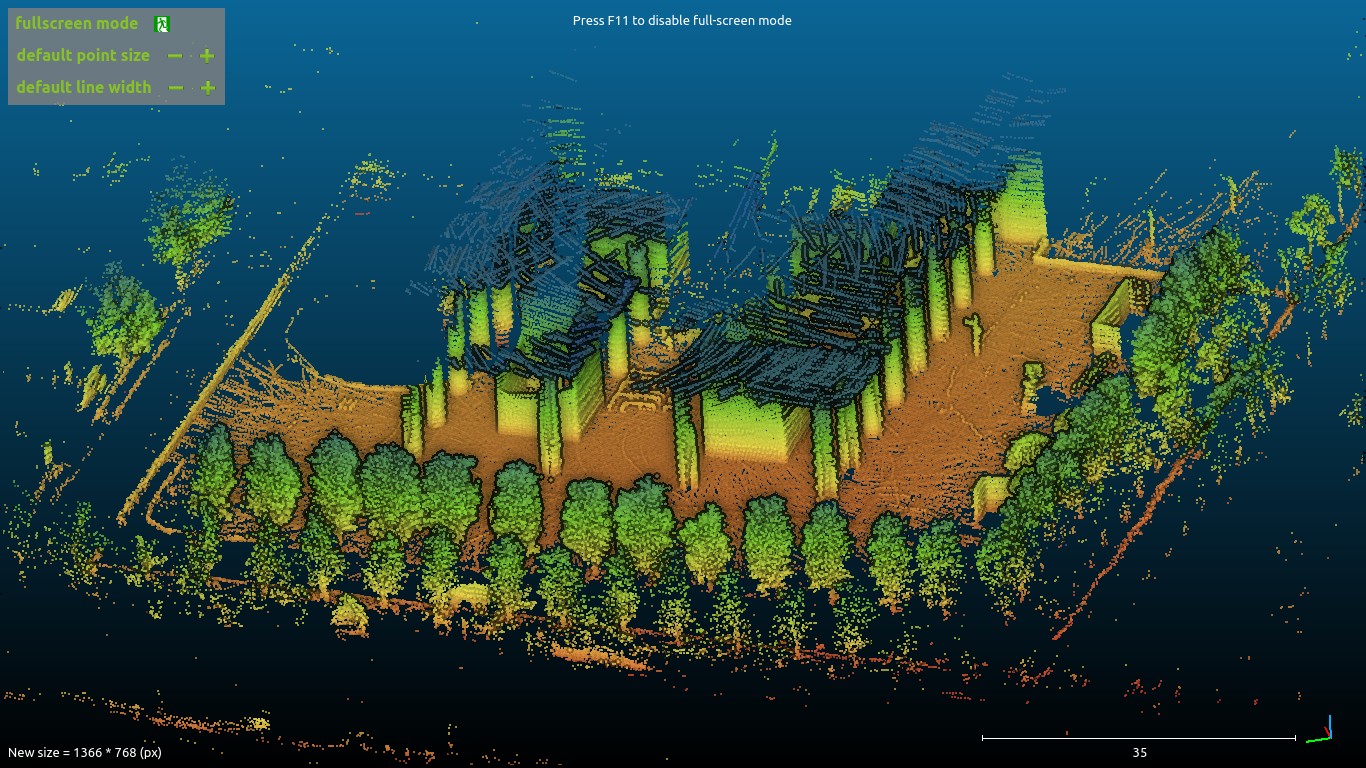 Press F11 to disable full-screen mode
fullscreen mode
default point size
default line width
New size = 1366 * 768 (px)
35